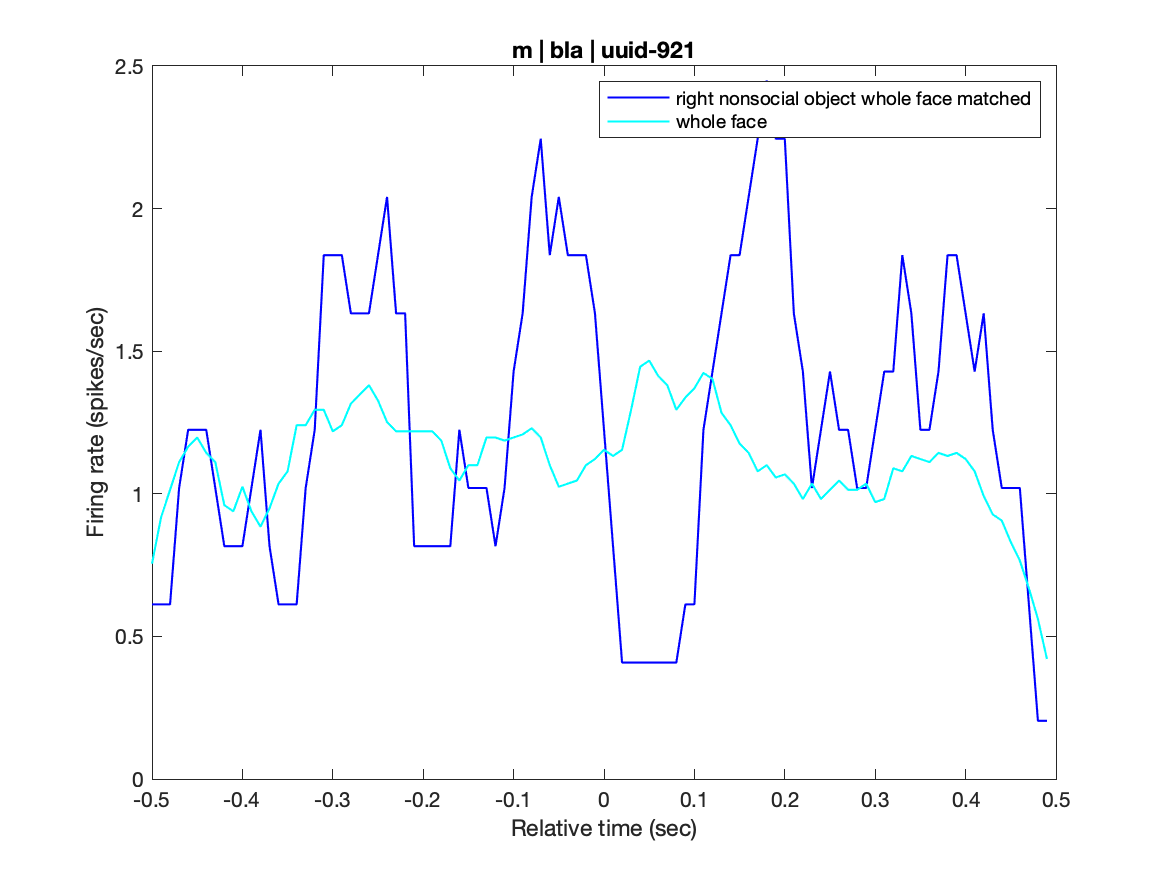 m | bla | uuid-921
right nonsocial object whole face matched
whole face
Firing rate (spikes/sec)
2.5
2
1.5
1
0.5
0
-0.5 -0.4 -0.3 -0.2 -0.1 0 0.1 0.2 0.3 0.4 0.5
Relative time (sec)